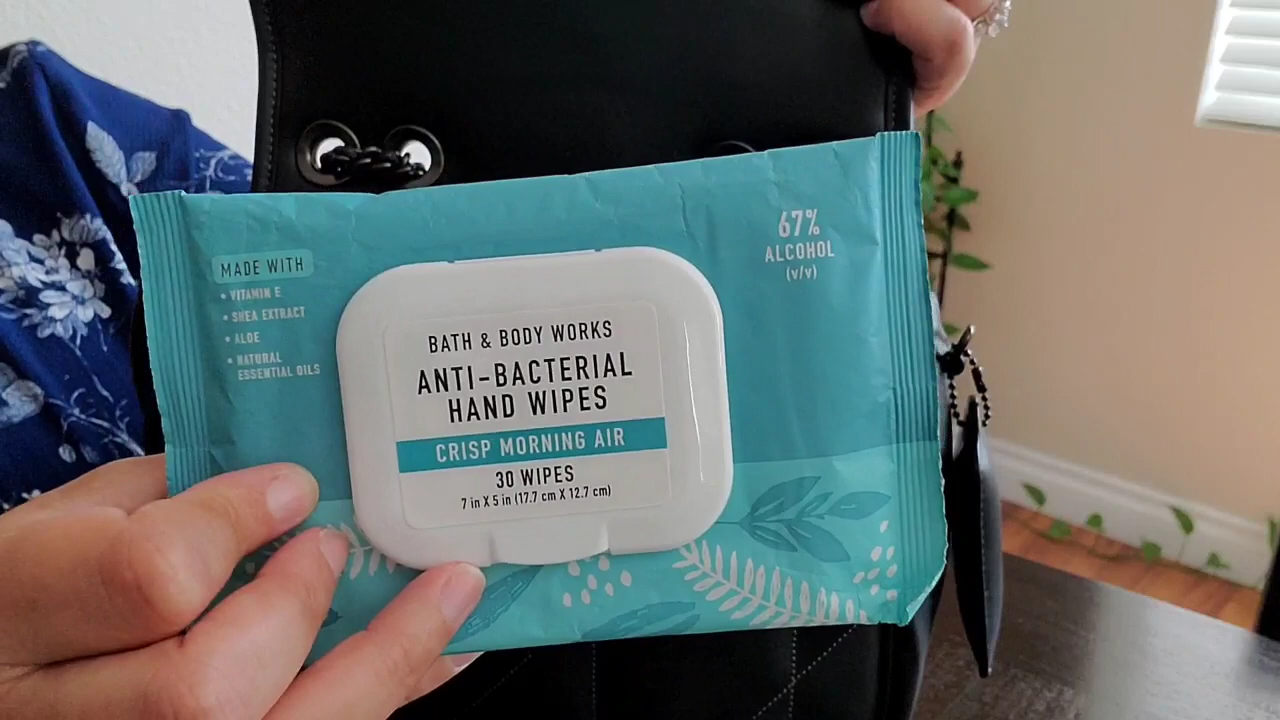 MADE WITH
• VITAMIN E
• SHEA EXTRACT
• ALOE
• NATURAL
ESSENTIAL OILS
67%
ALCOHOL
(v/v)
BATH & BODY WORKS
ANTI-BACTERIAL
HAND WIPES
CRISP MORNING AIR
30 WIPES
7 in X 5 in (17.7 cm X 12.7 cm)